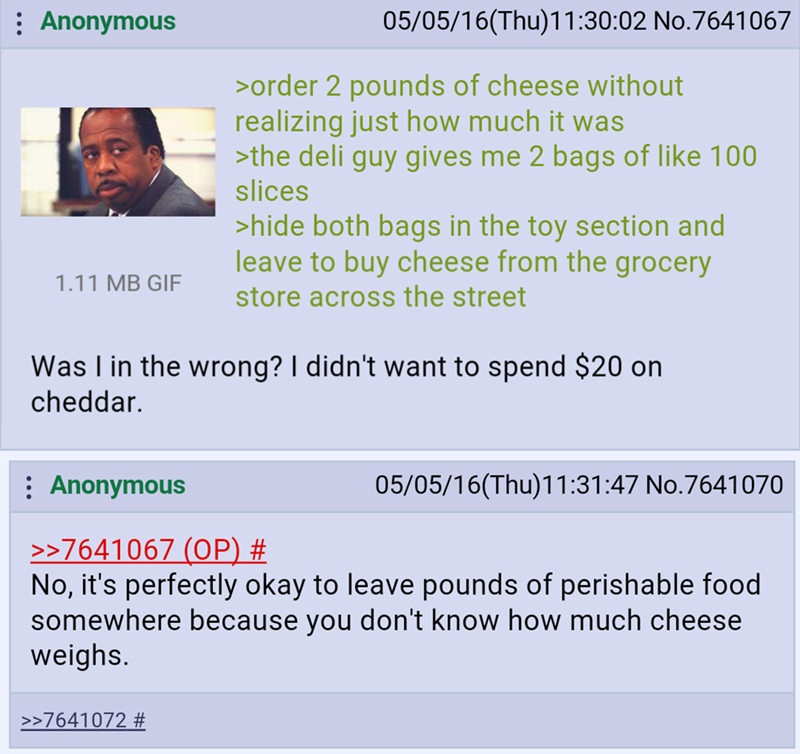 Anonymous 05/05/16(Thu)11:30:02 No.7641067
>order 2 pounds of cheese without
realizing just how much it was
>the deli guy gives me 2 bags of like 100
slices
>hide both bags in the toy section and
leave to buy cheese from the grocery
store across the street
1.11 MB GIF
Was I in the wrong? I didn't want to spend $20 on
cheddar.
Anonymous 05/05/16(Thu)11:31:47 No.7641070
>>7641067 (OP) #
No, it's perfectly okay to leave pounds of perishable food
somewhere because you don't know how much cheese
weighs.
>>7641072 #